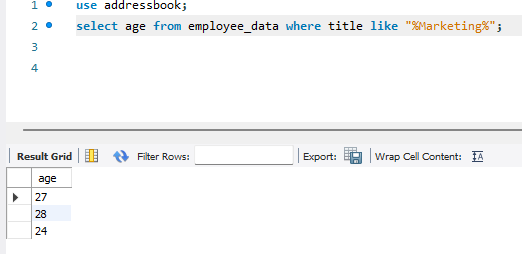 1 use addressbook;
2 select age from employee_data where title like "%Marketing%";
3
4
Result Grid Filter Rows: Export: Wrap Cell Content:
age
27
28
24